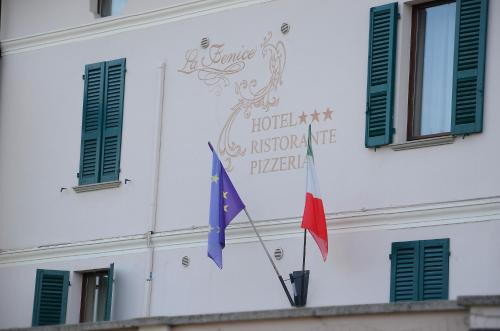 La Fenice
HOTEL★★★
RISTORANTE
PIZZERIA